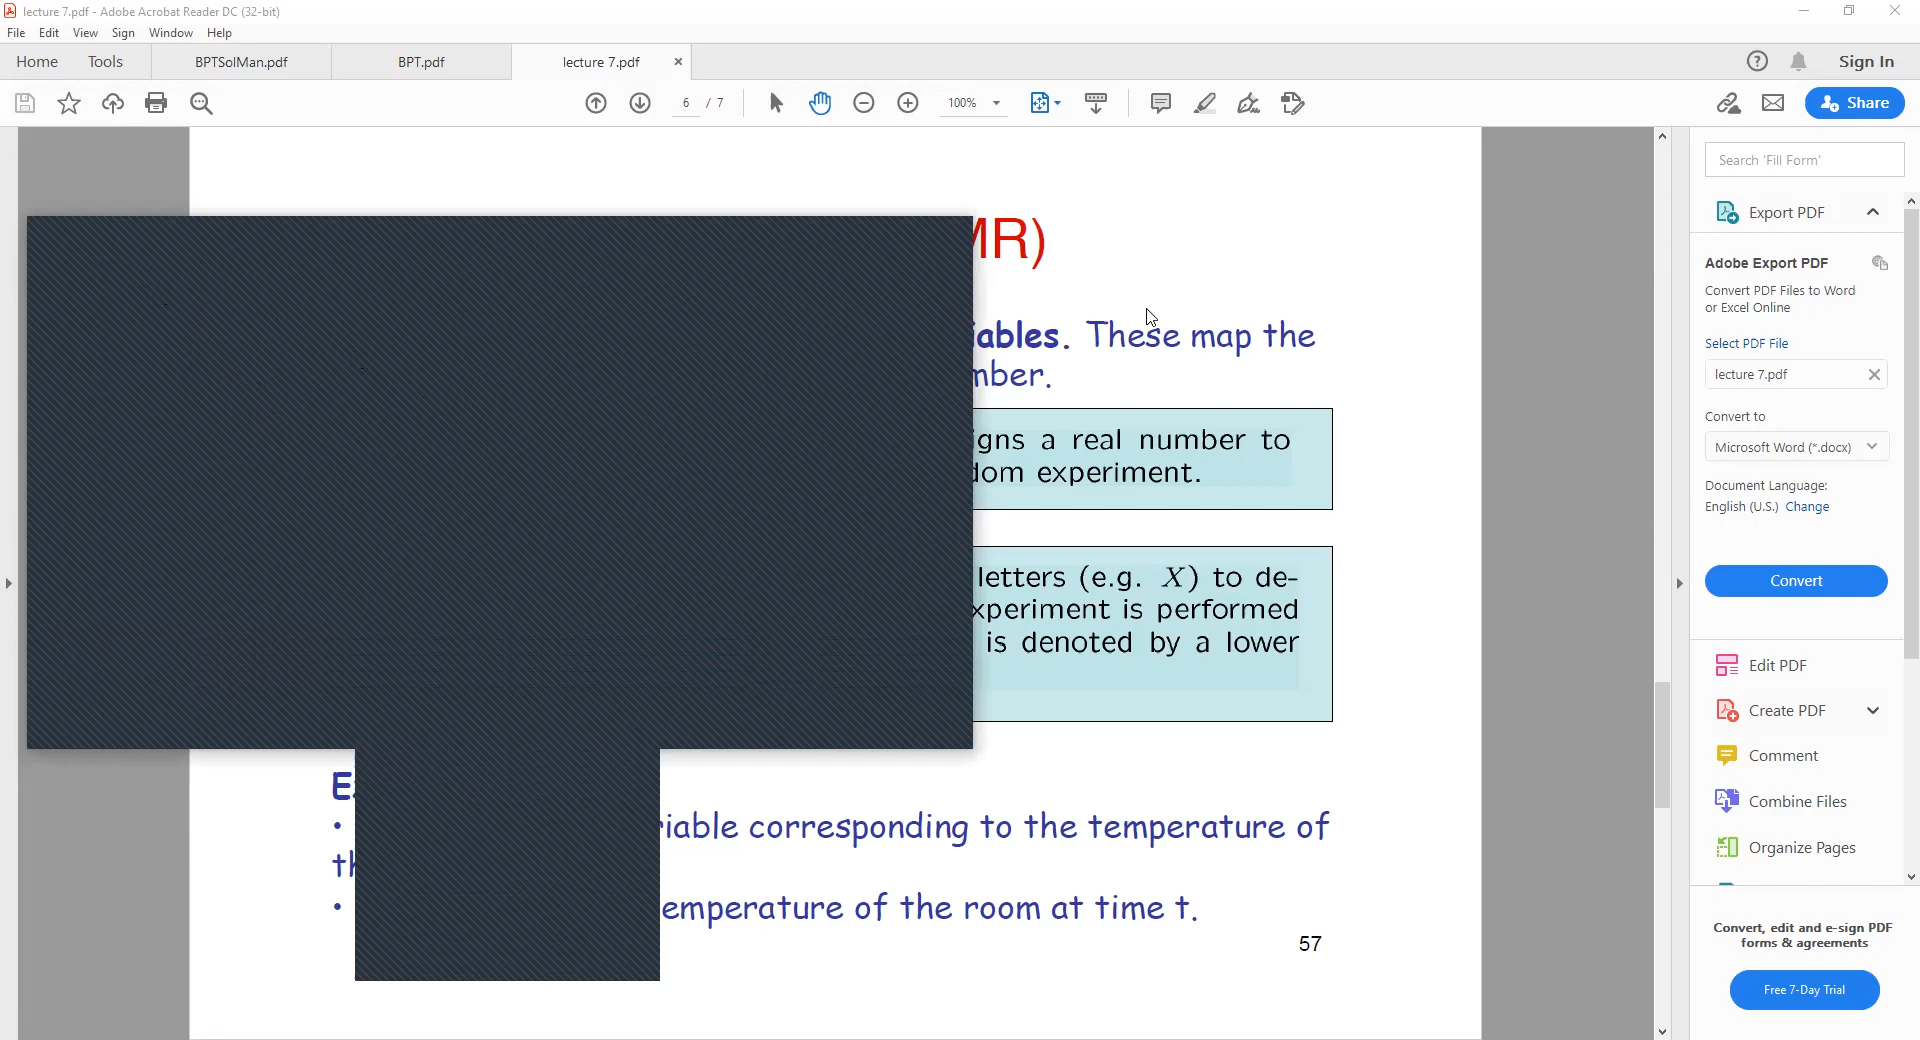 lecture 7.pdf - Adobe Acrobat Reader DC (32-bit)
File Edit View Sign Window Help
Home Tools BPTSolMan.pdf BPT.pdf lecture 7.pdf × Sign In
6 / 7 100% Share
MR)
iables. These map the
mber.
igns a real number to
dom experiment.
letters (e.g. X) to de-
xperiment is performed
is denoted by a lower
E
• riable corresponding to the temperature of
th
• emperature of the room at time t.
57
Search 'Fill Form'
Export PDF
Adobe Export PDF
Convert PDF Files to Word
or Excel Online
Select PDF File
lecture 7.pdf
Convert to
Microsoft Word (*.docx)
Document Language:
English (U.S.) Change
Convert
Edit PDF
Create PDF
Comment
Combine Files
Organize Pages
Convert, edit and e-sign PDF
forms & agreements
Free 7-Day Trial